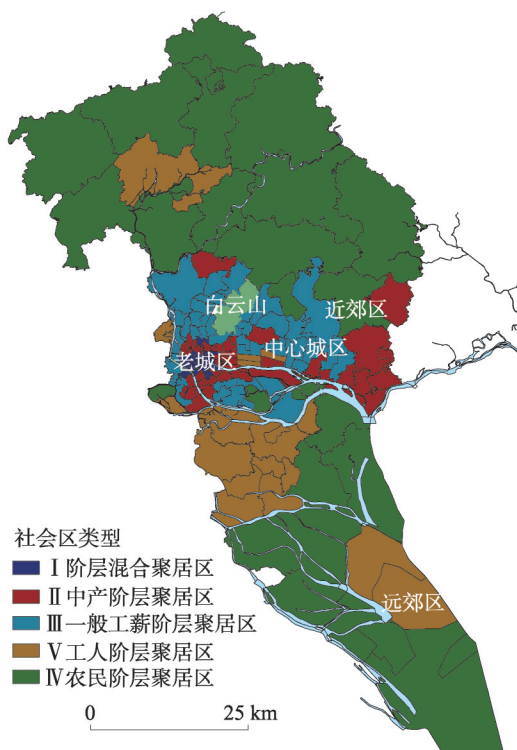 白云山
近郊区
中心城区
老城区
社会区类型
Ⅰ阶层混合聚居区
Ⅱ中产阶层聚居区
Ⅲ一般工薪阶层聚居区
Ⅴ工人阶层聚居区
Ⅳ农民阶层聚居区
远郊区
0 25 km